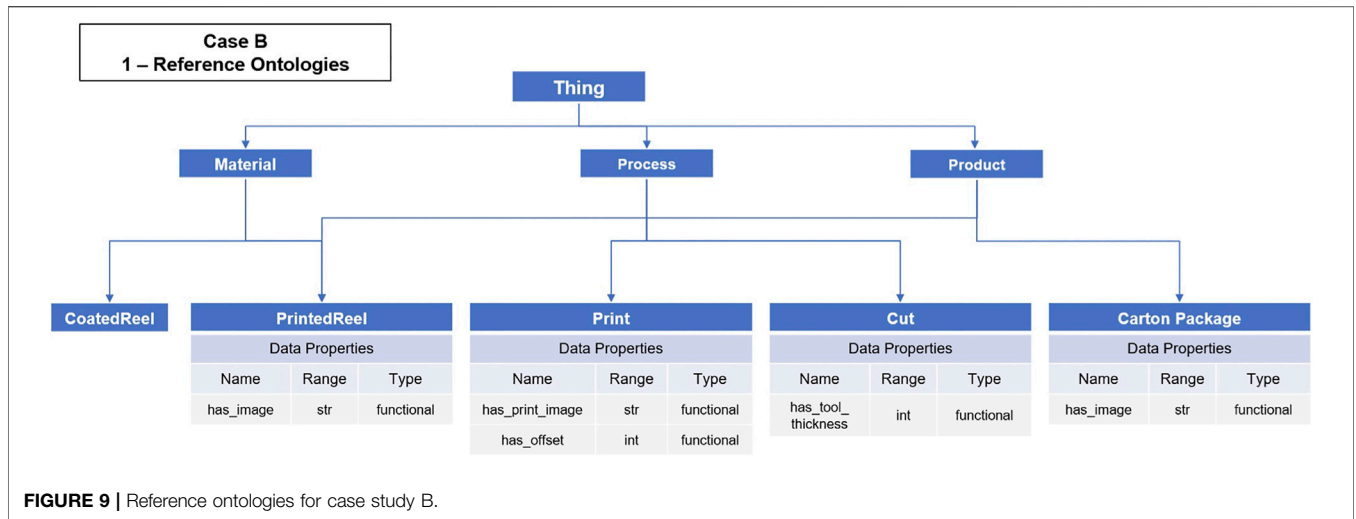 Case B
1 – Reference Ontologies
Thing
Material
Process
Product
CoatedReel
PrintedReel
Data Properties
Name Range Type
has_image str functional
Print
Data Properties
Name Range Type
has_print_image str functional
has_offset int functional
Cut
Data Properties
Name Range Type
has_tool_
thickness int functional
Carton Package
Data Properties
Name Range Type
has_image str functional
FIGURE 9 | Reference ontologies for case study B.